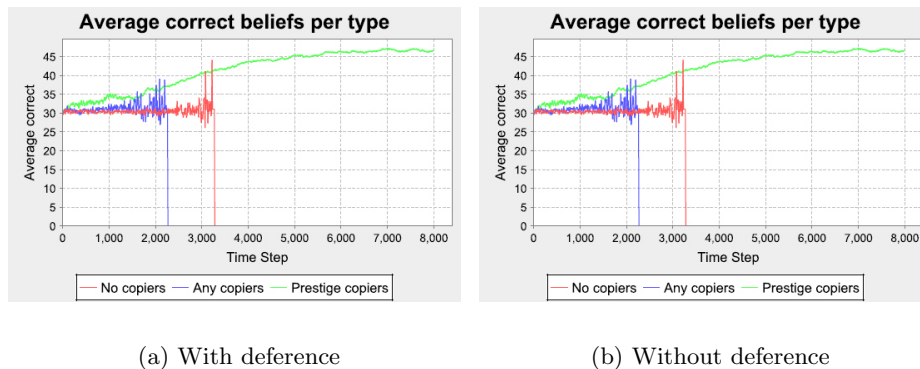 Average correct beliefs per type
Average correct
45
40
35
30
25
20
15
10
5
0
0 1,000 2,000 3,000 4,000 5,000 6,000 7,000 8,000
Time Step
No copiers Any copiers Prestige copiers
(a) With deference
Average correct beliefs per type
Average correct
45
40
35
30
25
20
15
10
5
0
0 1,000 2,000 3,000 4,000 5,000 6,000 7,000 8,000
Time Step
No copiers Any copiers Prestige copiers
(b) Without deference